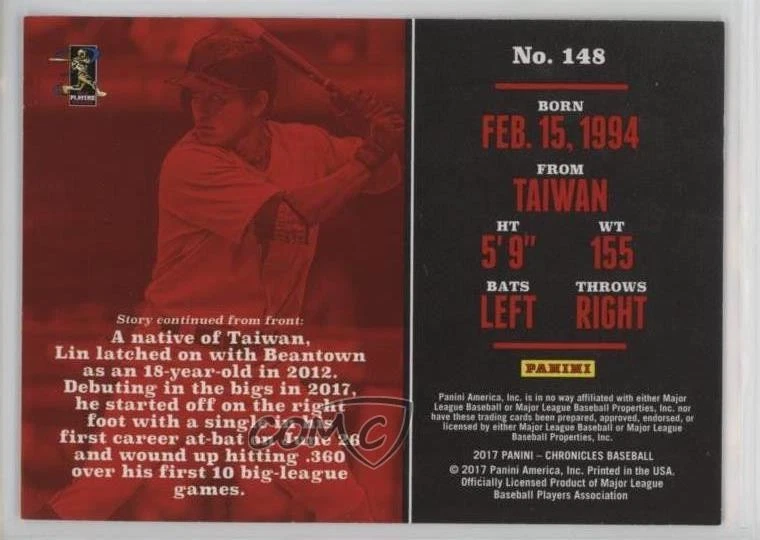 PLAYERS
Story continued from front:
A native of Taiwan,
Lin latched on with Beantown
as an 18-year-old in 2012.
Debuting in the bigs in 2017,
he started off on the right
foot with a single in his
first career at-bat on June 26
and wound up hitting .360
over his first 10 big-league
games.
COMC
No. 148
BORN
FEB. 15, 1994
FROM
TAIWAN
HT WT
5' 9" 155
BATS THROWS
LEFT RIGHT
PANINI
Panini America, Inc. is in no way affiliated with either Major
League Baseball or Major League Baseball Properties, Inc. nor
have these trading cards been prepared, approved, endorsed, or
licensed by either Major League Baseball or Major League
Baseball Properties, Inc.
2017 PANINI – CHRONICLES BASEBALL
© 2017 Panini America, Inc. Printed in the USA.
Officially Licensed Product of Major League
Baseball Players Association